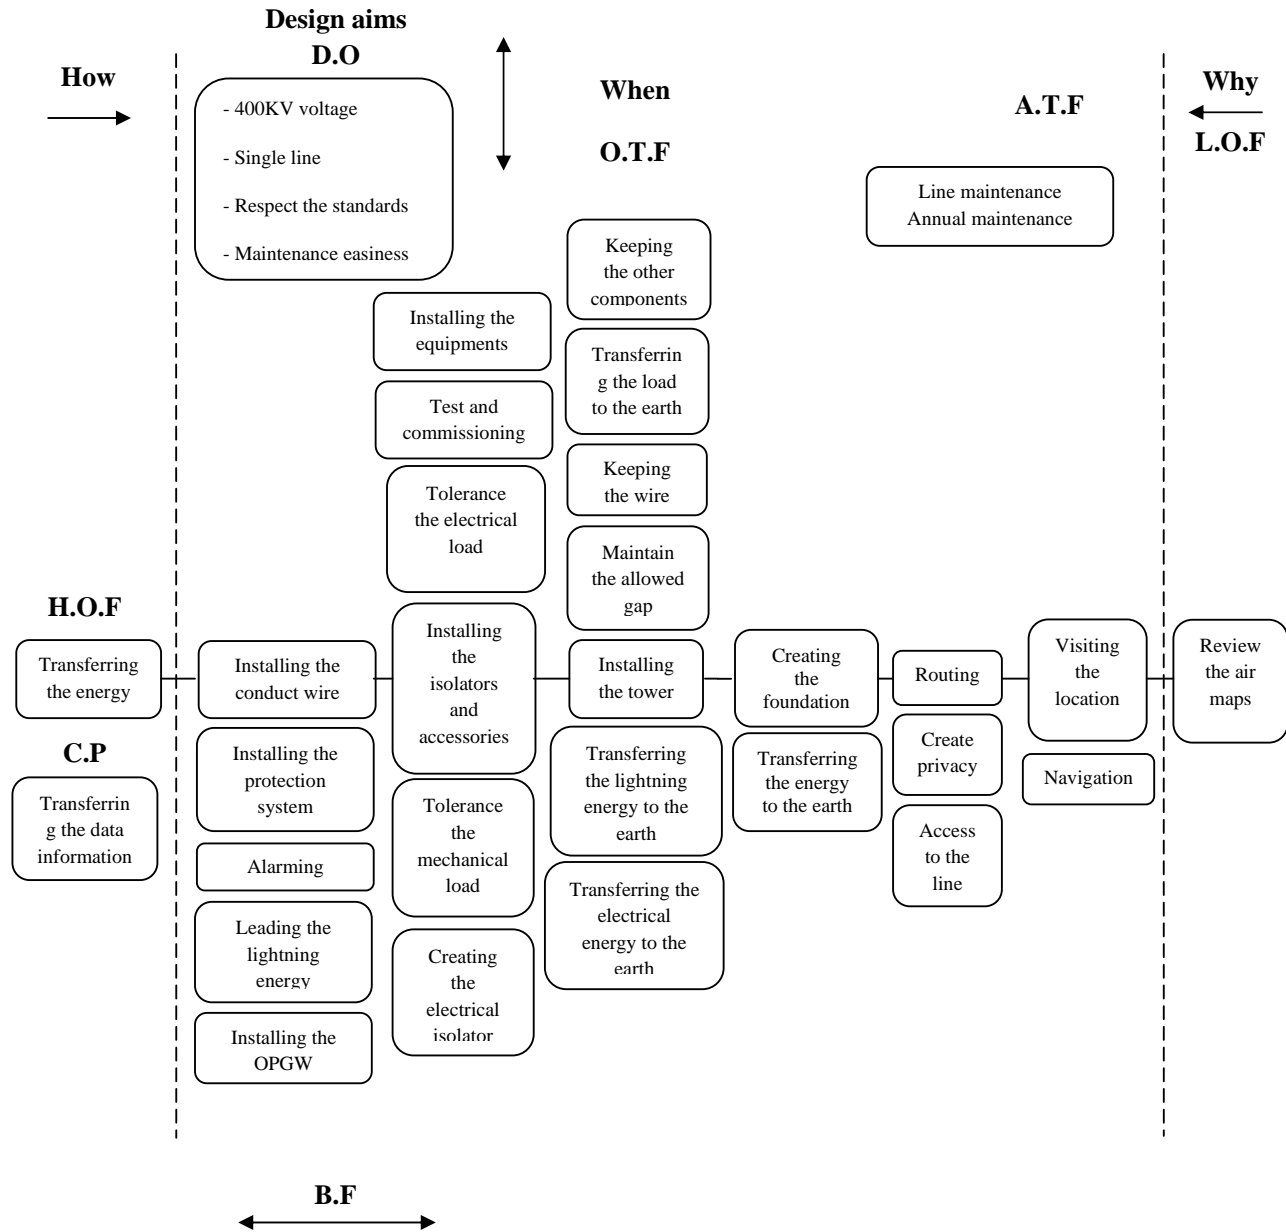 Design aims
D.O
How
When
O.T.F
A.T.F
Why
L.O.F
- 400KV voltage
- Single line
- Respect the standards
- Maintenance easiness
Line maintenance
Annual maintenance
Keeping
the other
components
Installing the
equipments
Transferrin
g the load
to the earth
Test and
commissioning
Keeping
the wire
Tolerance
the electrical
load
Maintain
the allowed
gap
H.O.F
Transferring
the energy
Installing the
conduct wire
Installing
the
isolators
and
accessories
Installing
the tower
Creating
the
foundation
Routing
Visiting
the
location
Review
the air
maps
C.P
Transferrin
g the data
information
Installing the
protection
system
Transferring
the lightning
energy to the
earth
Transferring
the energy
to the earth
Create
privacy
Navigation
Alarming
Tolerance
the
mechanical
load
Access
to the
line
Leading the
lightning
energy
Transferring the
electrical
energy to the
earth
Creating
the
electrical
isolator
Installing the
OPGW
B.F